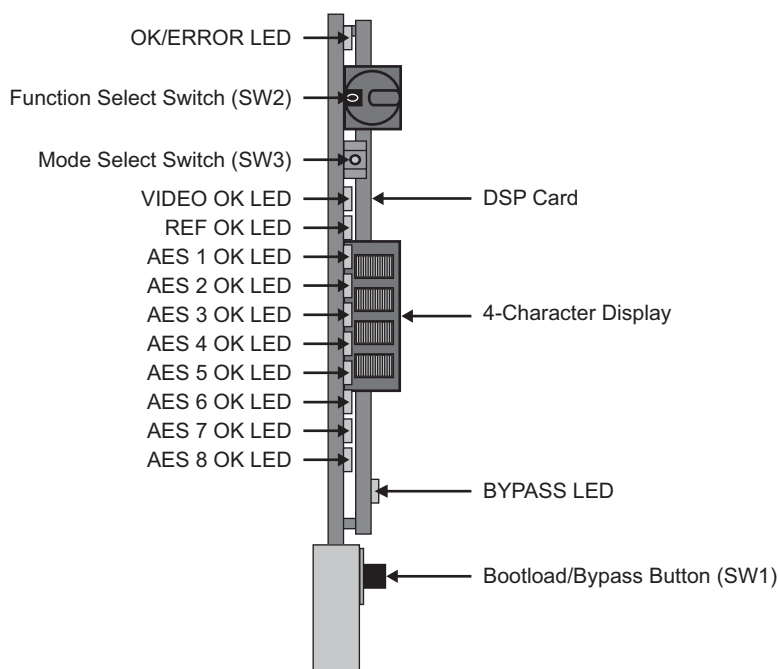 OK/ERROR LED
Function Select Switch (SW2)
Mode Select Switch (SW3)
VIDEO OK LED
REF OK LED
AES 1 OK LED
AES 2 OK LED
AES 3 OK LED
AES 4 OK LED
AES 5 OK LED
AES 6 OK LED
AES 7 OK LED
AES 8 OK LED
DSP Card
4-Character Display
BYPASS LED
Bootload/Bypass Button (SW1)